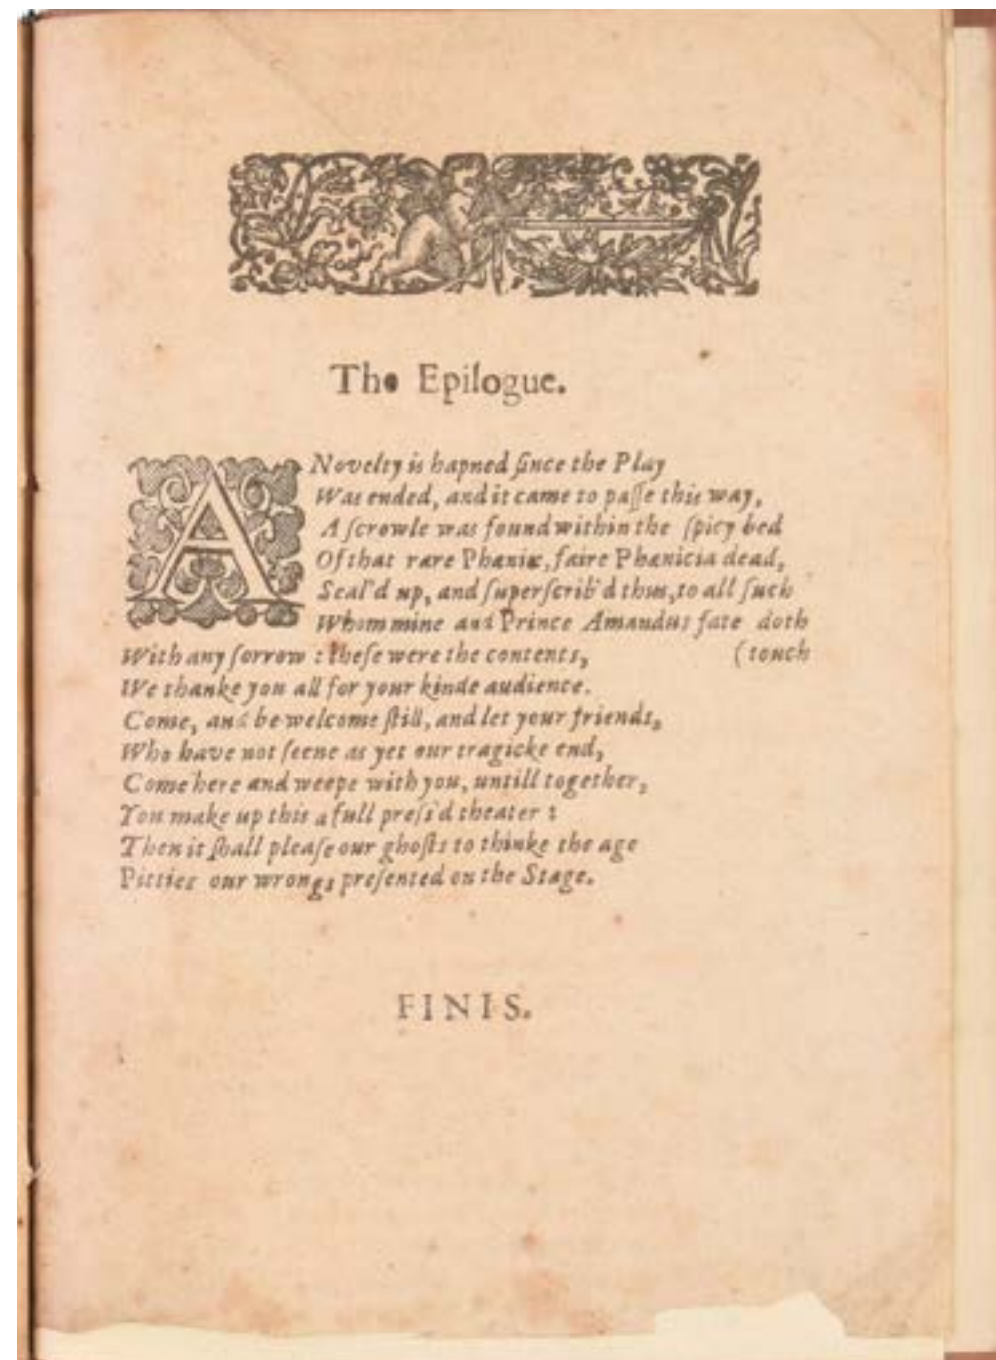 The Epilogue.
A Novelty is hapned ſince the Play
Was ended, and it came to paſſe this way,
A ſcrowle was found within the ſpicy bed
Of that rare Phænix, faire Phænicia dead,
Seal'd up, and ſuperſcrib'd thus, to all ſuch
Whom mine and Prince Amandus fate doth
With any ſorrow : theſe were the contents, (touch
We thanke you all for your kinde audience.
Come, and be welcome ſtill, and let your friends,
Who have not ſeene as yet our tragicke end,
Come here and weepe with you, untill together,
You make up this a full preſs'd theater :
Then it ſhall pleaſe our ghoſts to thinke the age
Pitties our wrongs preſented on the Stage.
FINIS.